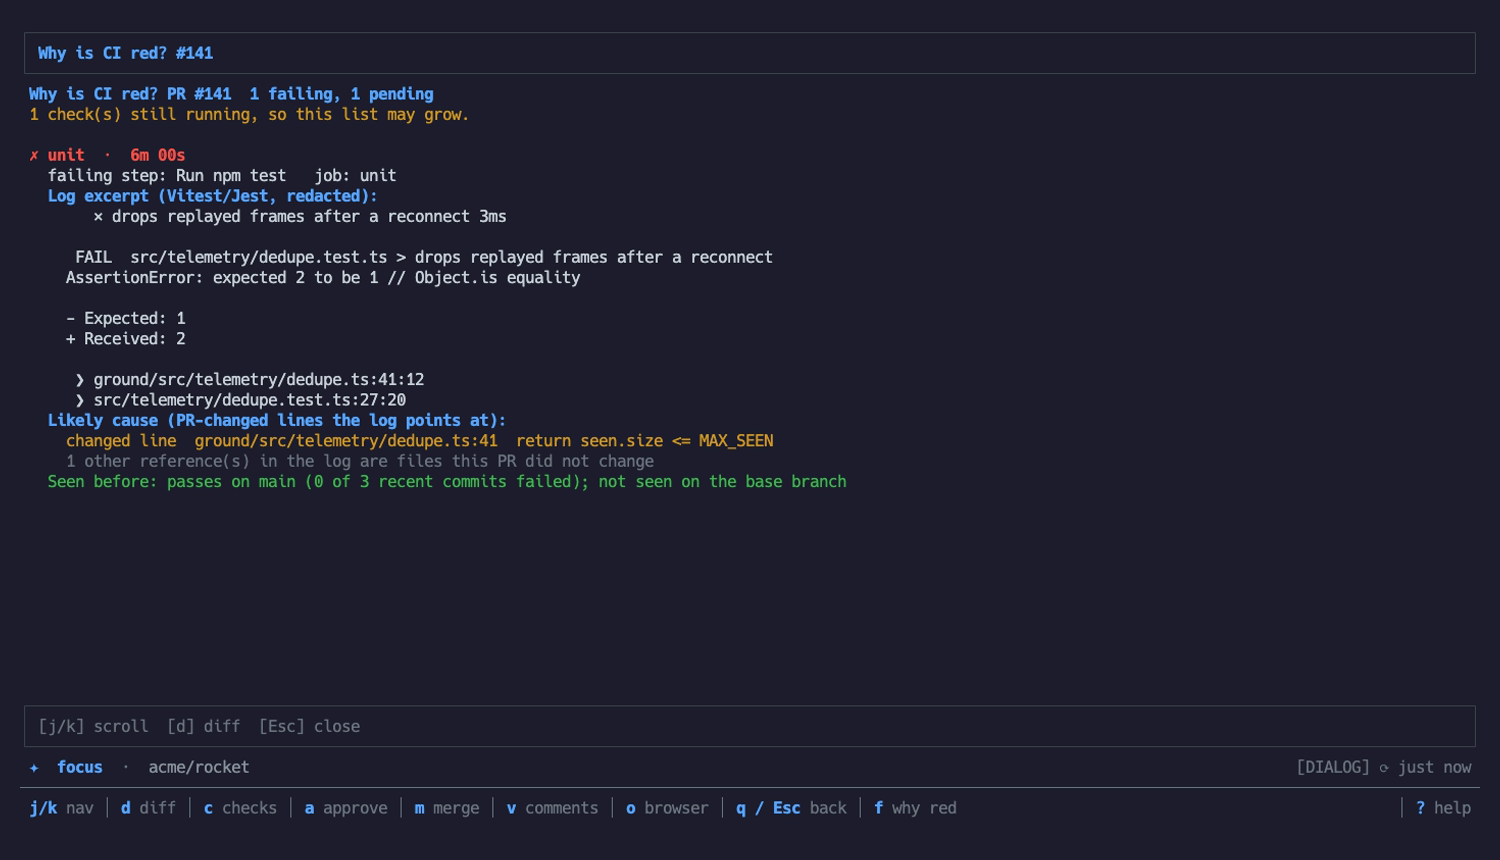 Why is CI red? #141
Why is CI red? PR #141  1 failing, 1 pending
1 check(s) still running, so this list may grow.
✗ unit  ·  6m 00s
failing step: Run npm test   job: unit
Log excerpt (Vitest/Jest, redacted):
× drops replayed frames after a reconnect 3ms
FAIL  src/telemetry/dedupe.test.ts > drops replayed frames after a reconnect
AssertionError: expected 2 to be 1 // Object.is equality
- Expected: 1
+ Received: 2
❯ ground/src/telemetry/dedupe.ts:41:12
❯ src/telemetry/dedupe.test.ts:27:20
Likely cause (PR-changed lines the log points at):
changed line  ground/src/telemetry/dedupe.ts:41  return seen.size <= MAX_SEEN
1 other reference(s) in the log are files this PR did not change
Seen before: passes on main (0 of 3 recent commits failed); not seen on the base branch
[j/k] scroll  [d] diff  [Esc] close
✦  focus  ·  acme/rocket  [DIALOG] ⟳ just now
j/k nav │ d diff │ c checks │ a approve │ m merge │ v comments │ o browser │ q / Esc back │ f why red │ ? help